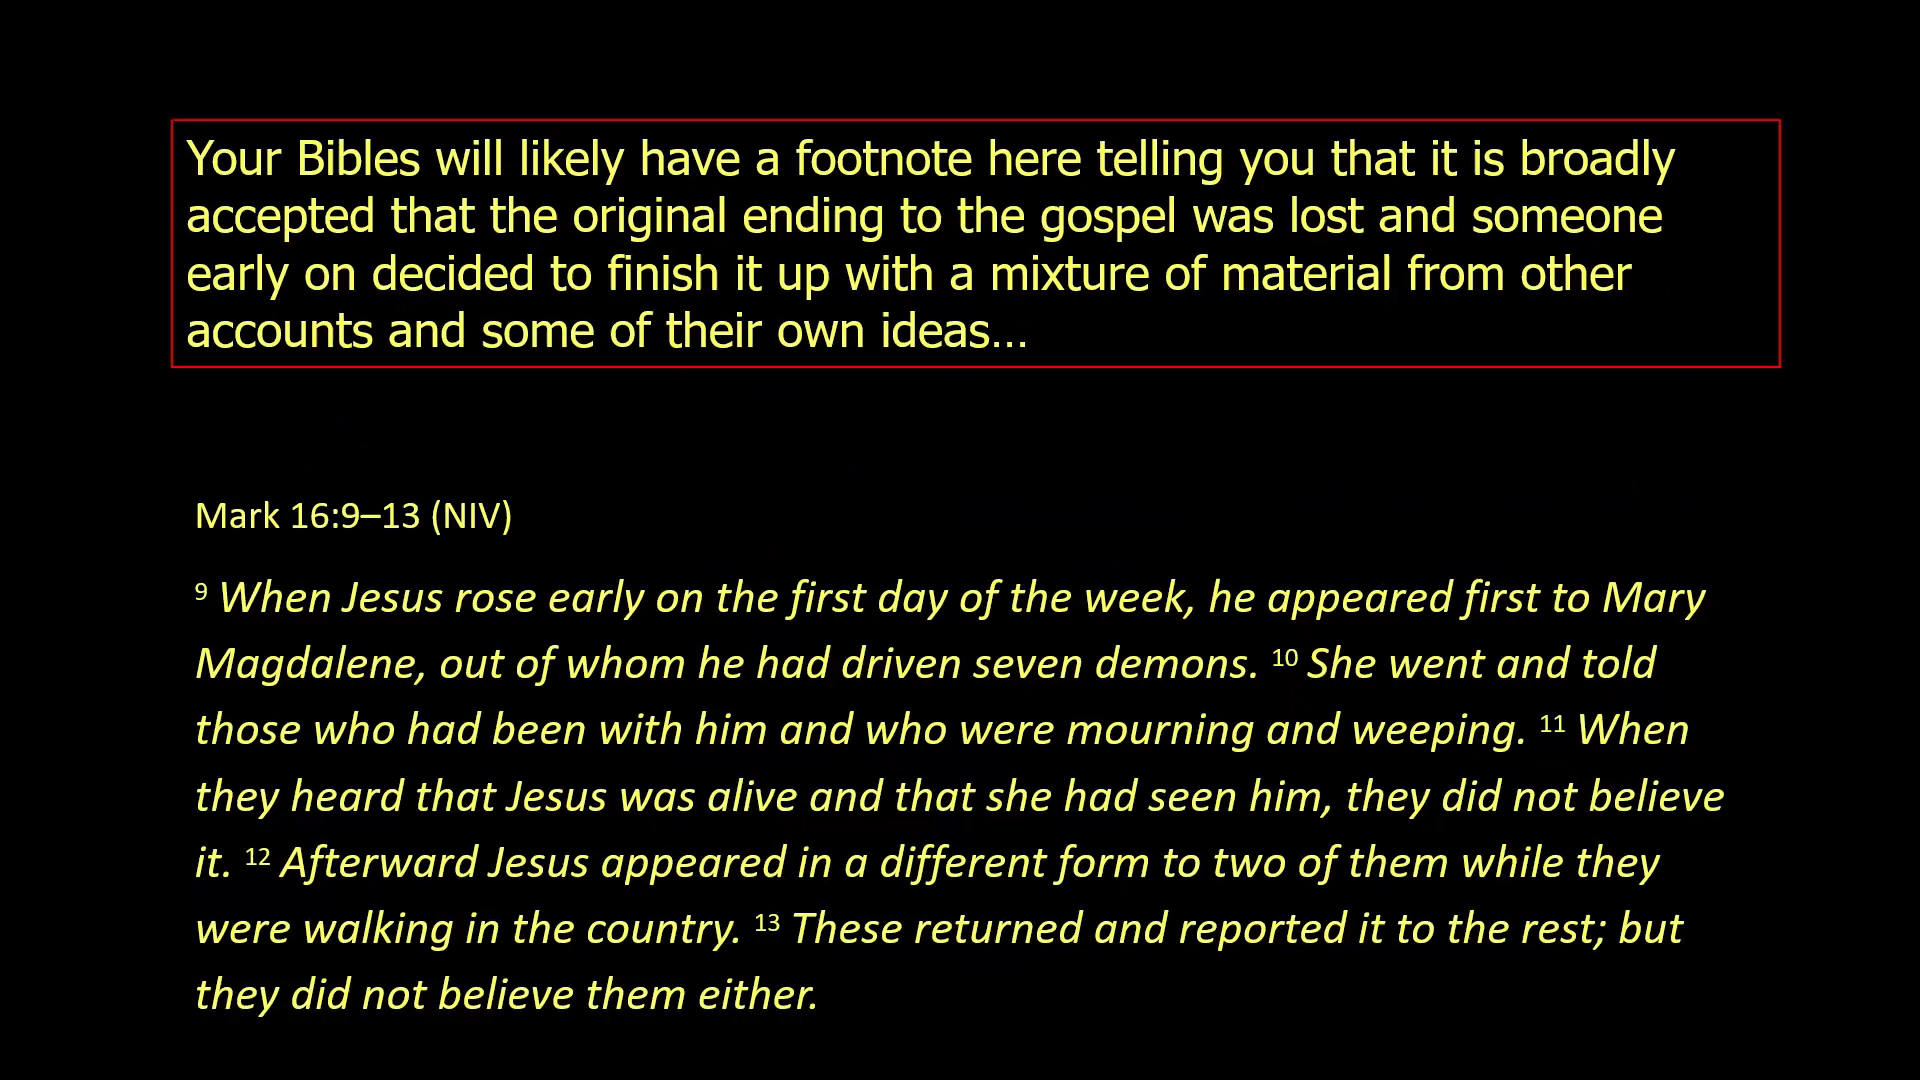 Your Bibles will likely have a footnote here telling you that it is broadly
accepted that the original ending to the gospel was lost and someone
early on decided to finish it up with a mixture of material from other
accounts and some of their own ideas…
Mark 16:9–13 (NIV)
9 When Jesus rose early on the first day of the week, he appeared first to Mary
Magdalene, out of whom he had driven seven demons. 10 She went and told
those who had been with him and who were mourning and weeping. 11 When
they heard that Jesus was alive and that she had seen him, they did not believe
it. 12 Afterward Jesus appeared in a different form to two of them while they
were walking in the country. 13 These returned and reported it to the rest; but
they did not believe them either.